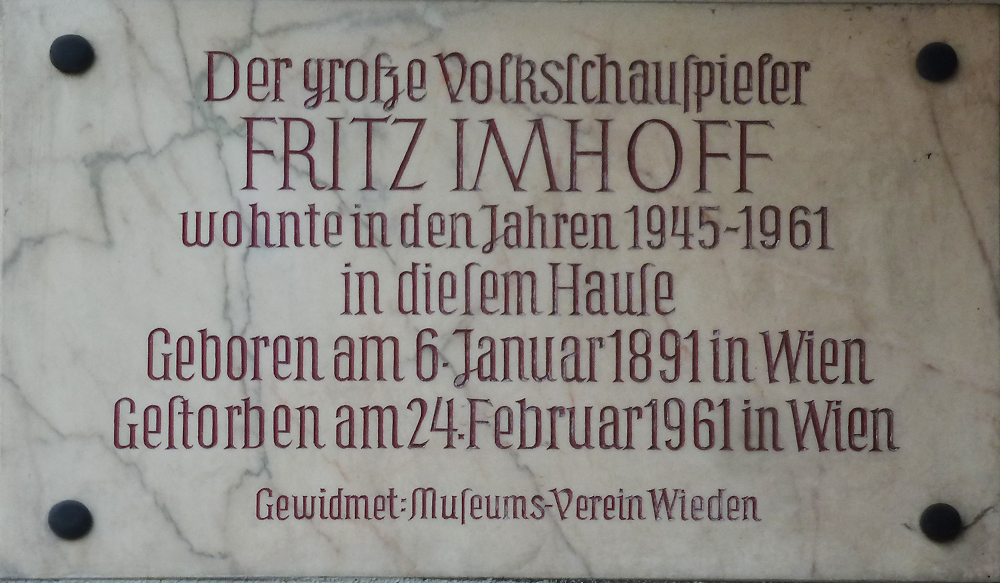 Der große Volksſchauſpieler
FRITZ IMHOFF
wohnte in den Jahren 1945-1961
in dieſem Hauſe
Geboren am 6. Januar 1891 in Wien
Geſtorben am 24. Februar 1961 in Wien
Gewidmet: Muſeums-Verein Wieden